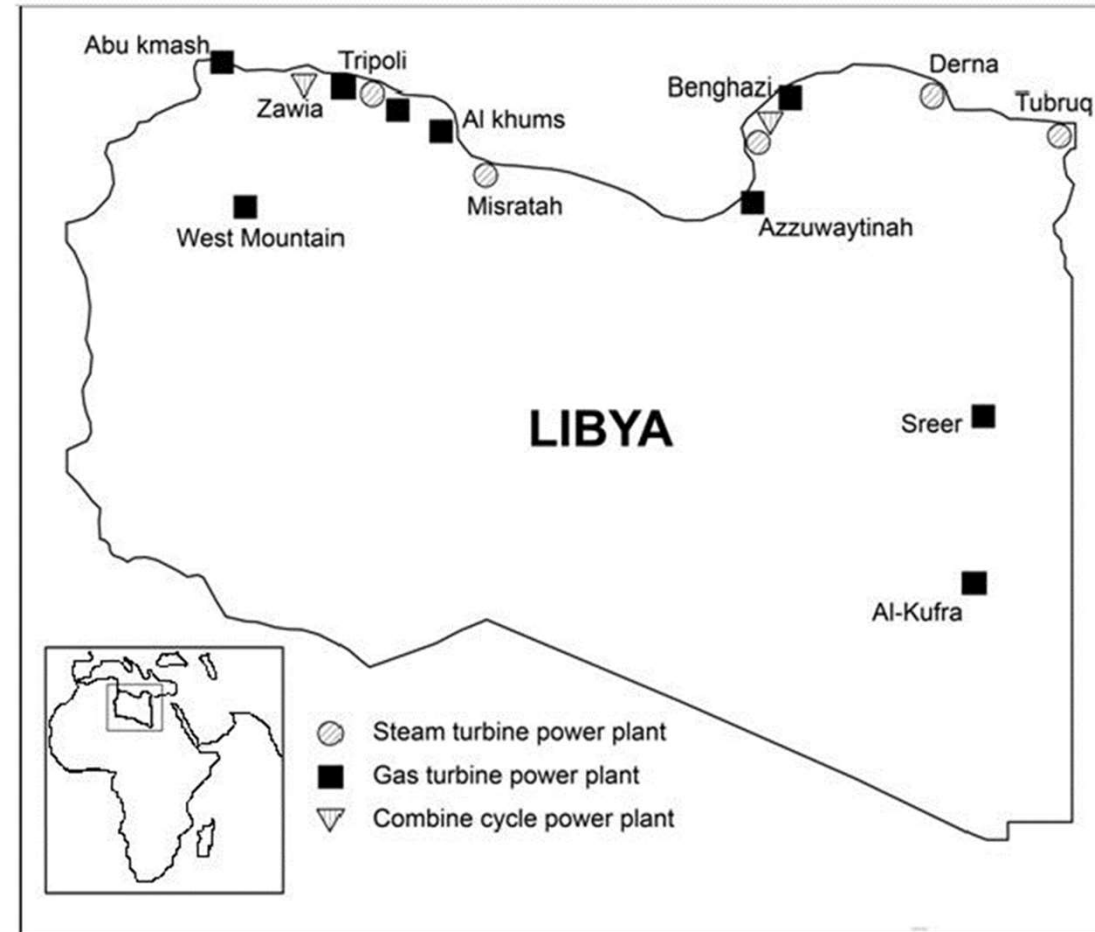 Abu kmash
Tripoli
Zawia
Al khums
Misratah
West Mountain
Benghazi
Derna
Tubruq
Azzuwaytinah
LIBYA
Sreer
Al-Kufra
Steam turbine power plant
Gas turbine power plant
Combine cycle power plant